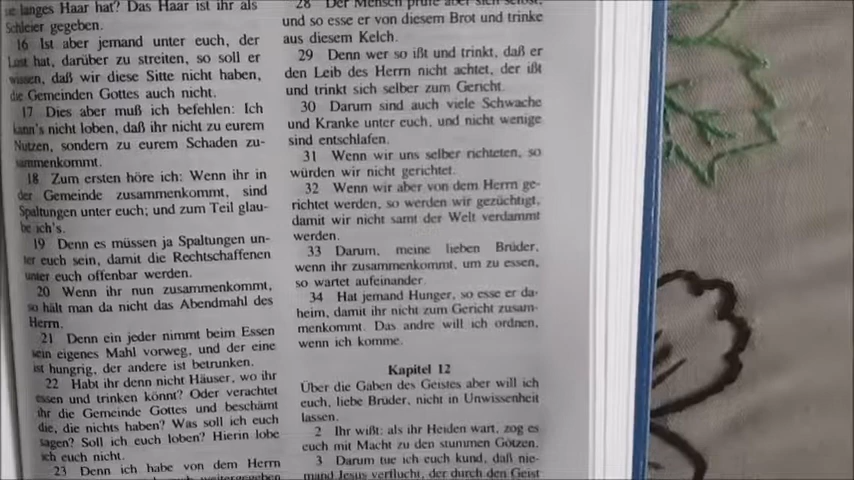 langes Haar hat? Das Haar ist ihr als
Schleier gegeben.
16 Ist aber jemand unter euch, der
Lust hat, darüber zu streiten, so soll er
wissen, daß wir diese Sitte nicht haben,
die Gemeinden Gottes auch nicht.
17 Dies aber muß ich befehlen: Ich
kann's nicht loben, daß ihr nicht zu eurem
Nutzen, sondern zu eurem Schaden zu-
sammenkommt.
18 Zum ersten höre ich: Wenn ihr in
der Gemeinde zusammenkommt, sind
Spaltungen unter euch; und zum Teil glau-
be ich's.
19 Denn es müssen ja Spaltungen un-
ter euch sein, damit die Rechtschaffenen
unter euch offenbar werden.
20 Wenn ihr nun zusammenkommt,
so hält man da nicht das Abendmahl des
Herrn.
21 Denn ein jeder nimmt beim Essen
sein eigenes Mahl vorweg, und der eine
ist hungrig, der andere ist betrunken.
22 Habt ihr denn nicht Häuser, wo ihr
essen und trinken könnt? Oder verachtet
ihr die Gemeinde Gottes und beschämt
die, die nichts haben? Was soll ich euch
sagen? Soll ich euch loben? Hierin lobe
ich euch nicht.
23 Denn ich habe von dem Herrn
28 Der Mensch prüfe aber sich selbst,
und so esse er von diesem Brot und trinke
aus diesem Kelch.
29 Denn wer so ißt und trinkt, daß er
den Leib des Herrn nicht achtet, der ißt
und trinkt sich selber zum Gericht.
30 Darum sind auch viele Schwache
und Kranke unter euch, und nicht wenige
sind entschlafen.
31 Wenn wir uns selber richteten, so
würden wir nicht gerichtet.
32 Wenn wir aber von dem Herrn ge-
richtet werden, so werden wir gezüchtigt,
damit wir nicht samt der Welt verdammt
werden.
33 Darum, meine lieben Brüder,
wenn ihr zusammenkommt, um zu essen,
so wartet aufeinander.
34 Hat jemand Hunger, so esse er da-
heim, damit ihr nicht zum Gericht zusam-
menkommt. Das andre will ich ordnen,
wenn ich komme.
Kapitel 12
Über die Gaben des Geistes aber will ich
euch, liebe Brüder, nicht in Unwissenheit
lassen.
2 Ihr wißt: als ihr Heiden wart, zog es
euch mit Macht zu den stummen Götzen.
3 Darum tue ich euch kund, daß nie-
mand Jesus verflucht, der durch den Geist